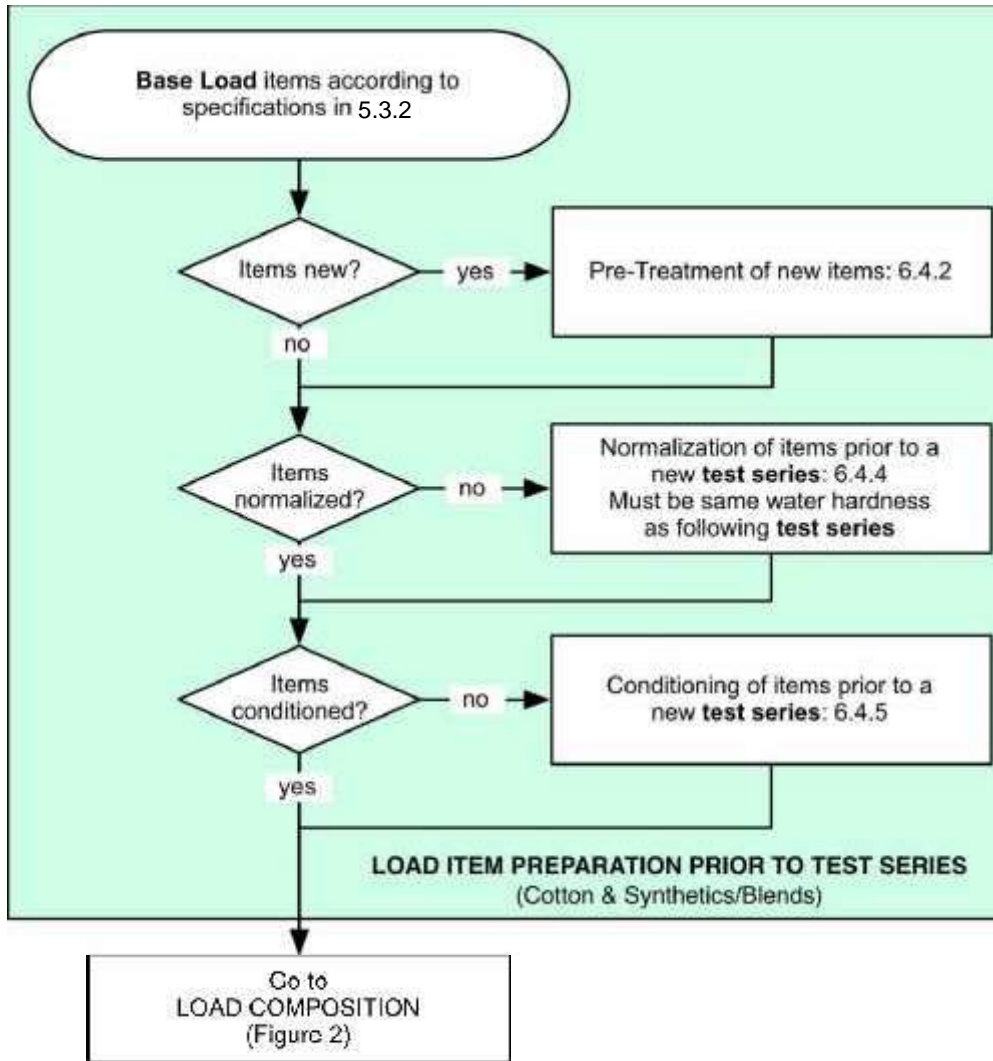 Base Load items according to
specifications in 5.3.2
Items new?
yes
Pre-Treatment of new items: 6.4.2
no
Items
normalized?
no
Normalization of items prior to a
new test series: 6.4.4
Must be same water hardness
as following test series
yes
Items
conditioned?
no
Conditioning of items prior to a
new test series: 6.4.5
yes
LOAD ITEM PREPARATION PRIOR TO TEST SERIES
(Cotton & Synthetics/Blends)
Go to
LOAD COMPOSITION
(Figure 2)